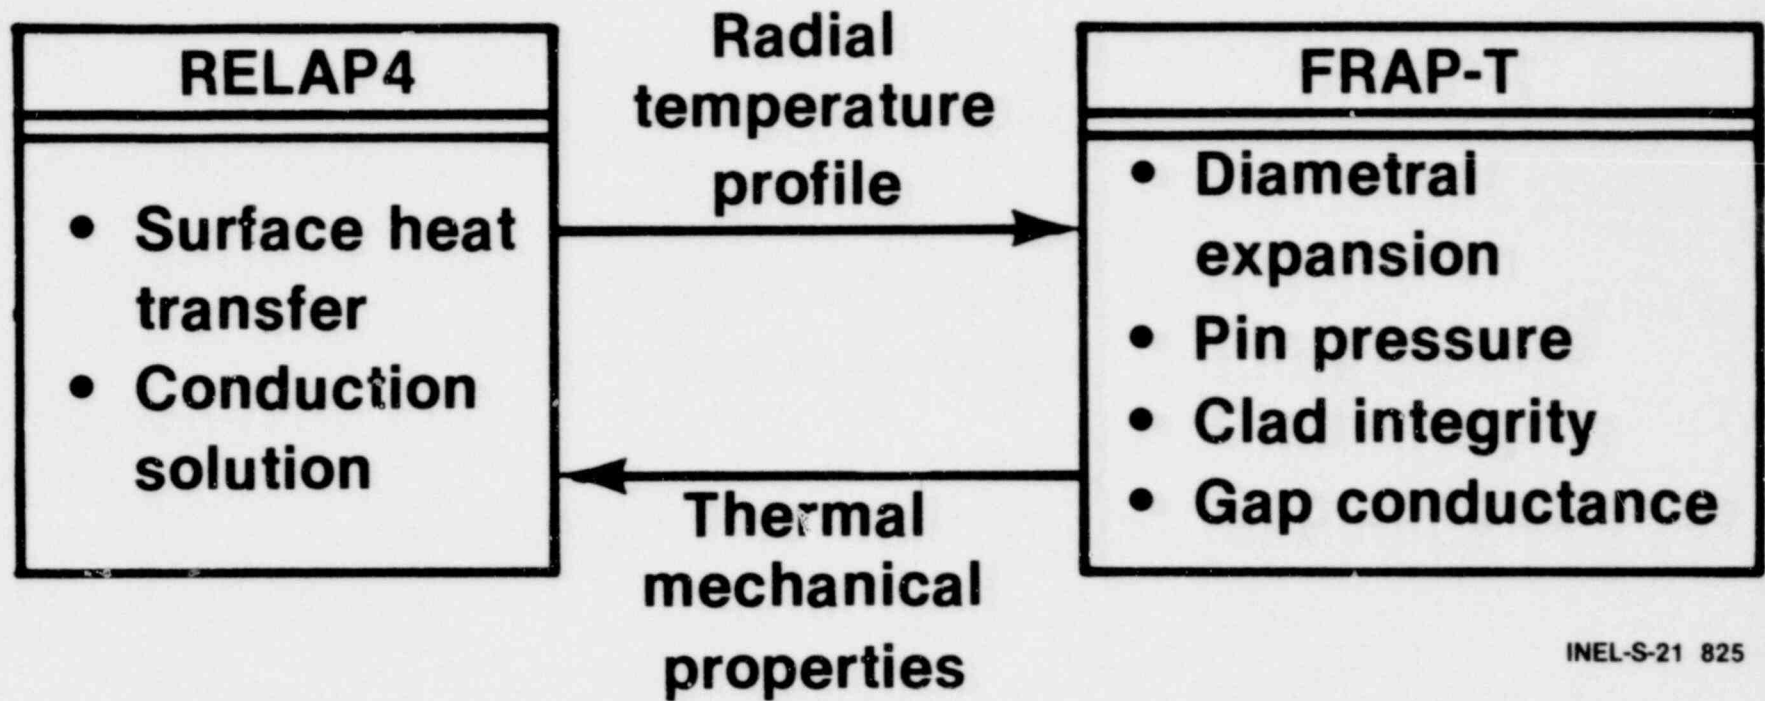 RELAP4
• Surface heat
transfer
• Conduction
solution
Radial
temperature
profile
Thermal
mechanical
properties
FRAP-T
• Diametral
expansion
• Pin pressure
• Clad integrity
• Gap conductance
INEL-S-21 825